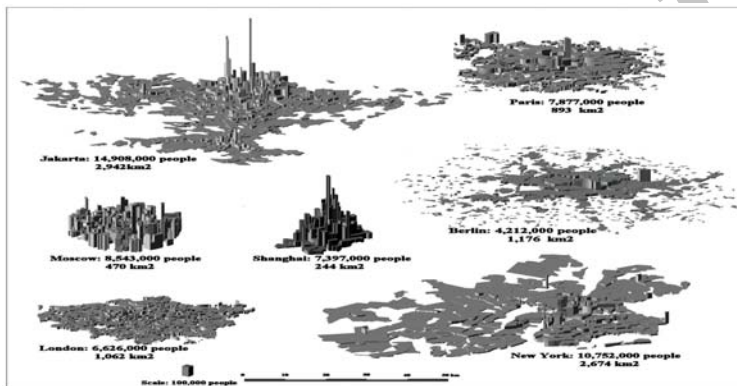 Paris: 7,877,000 people
893 km2
Jakarta: 14,908,000 people
2,942km2
Berlin: 4,212,000 people
1,176 km2
Moscow: 8,543,000 people
470 km2
Shanghai: 7,397,000 people
244 km2
London: 6,626,000 people
1,062 km2
New York: 10,752,000 people
2,674 km2
Scale: 100,000 people